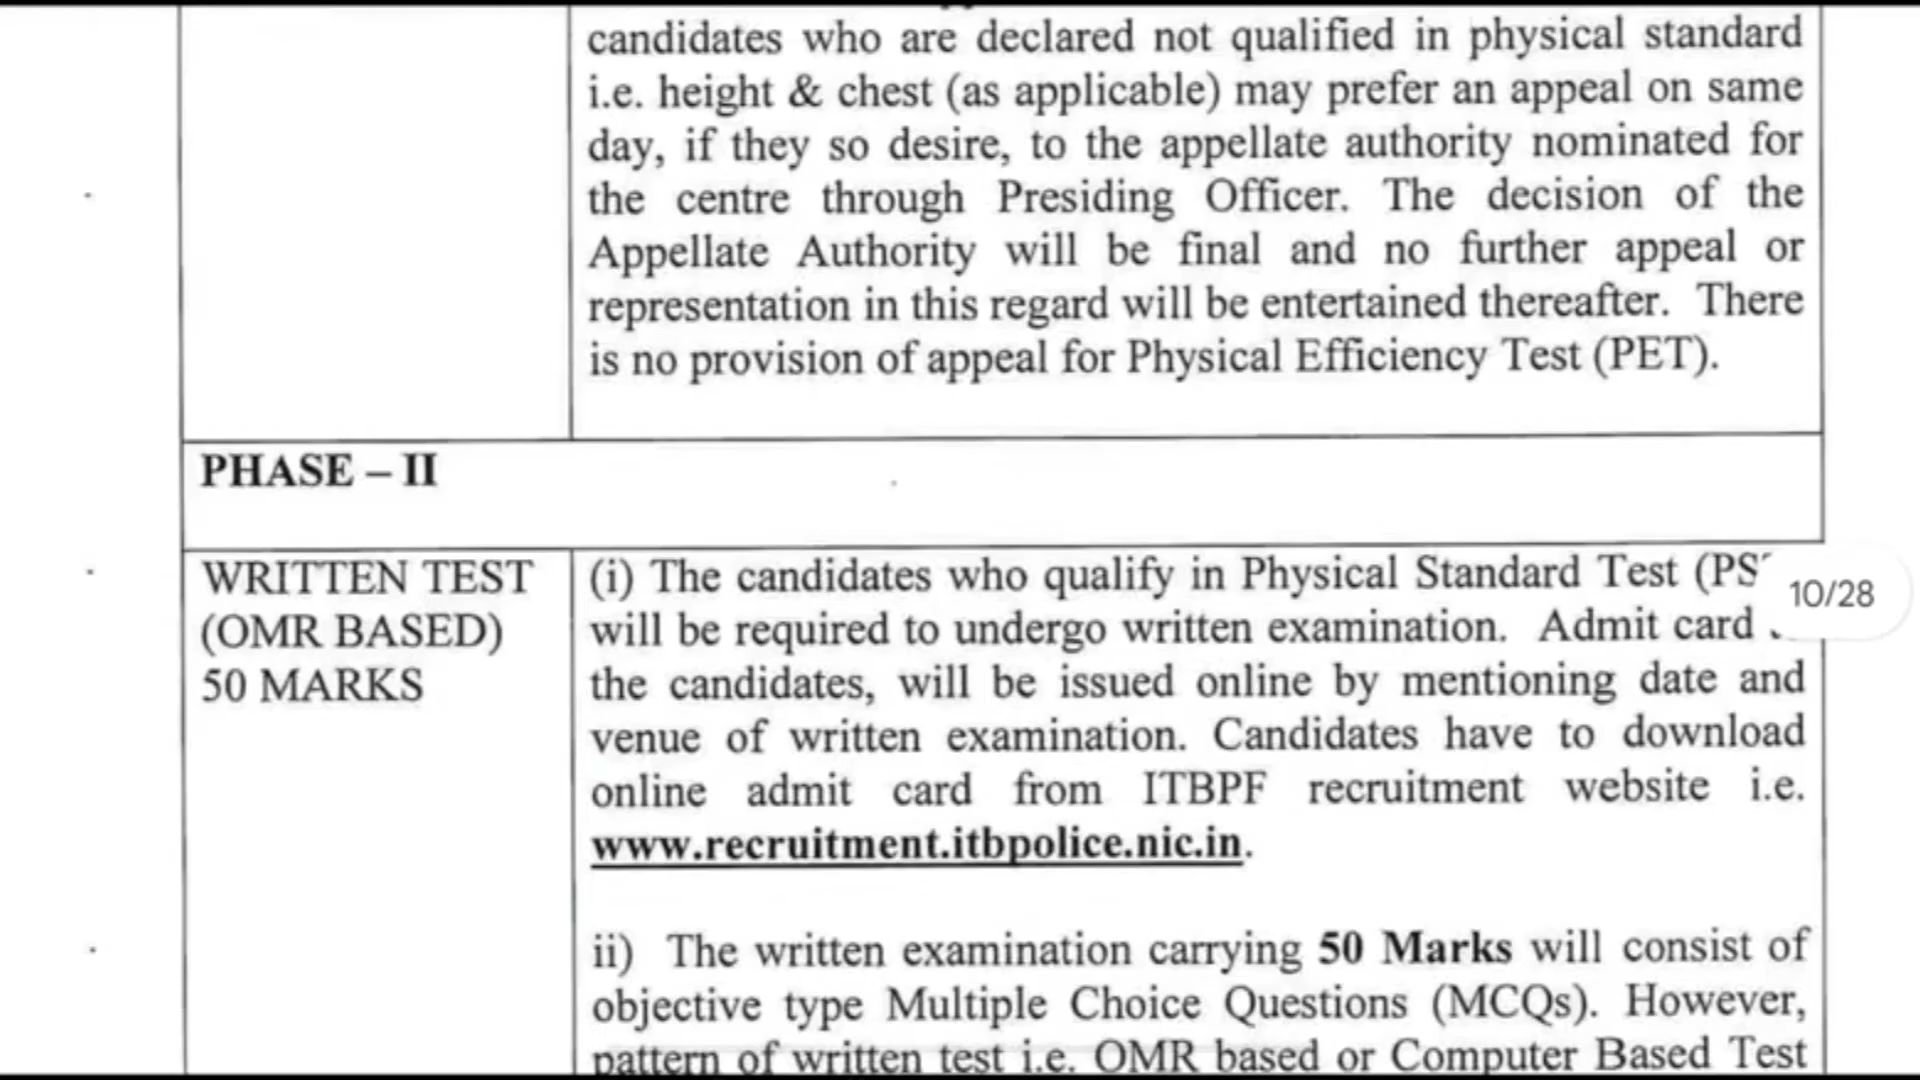 candidates who are declared not qualified in physical standard
i.e. height & chest (as applicable) may prefer an appeal on same
day, if they so desire, to the appellate authority nominated for
the centre through Presiding Officer. The decision of the
Appellate Authority will be final and no further appeal or
representation in this regard will be entertained thereafter. There
is no provision of appeal for Physical Efficiency Test (PET).
PHASE – II
WRITTEN TEST
(OMR BASED)
50 MARKS
(i) The candidates who qualify in Physical Standard Test
will be required to undergo written examination. Admit card
the candidates, will be issued online by mentioning date and
venue of written examination. Candidates have to download
online admit card from ITBPF recruitment website i.e.
www.recruitment.itbpolice.nic.in.
ii) The written examination carrying 50 Marks will consist of
objective type Multiple Choice Questions (MCQs). However,
pattern of written test i.e. OMR based or Computer Based Test
10/28